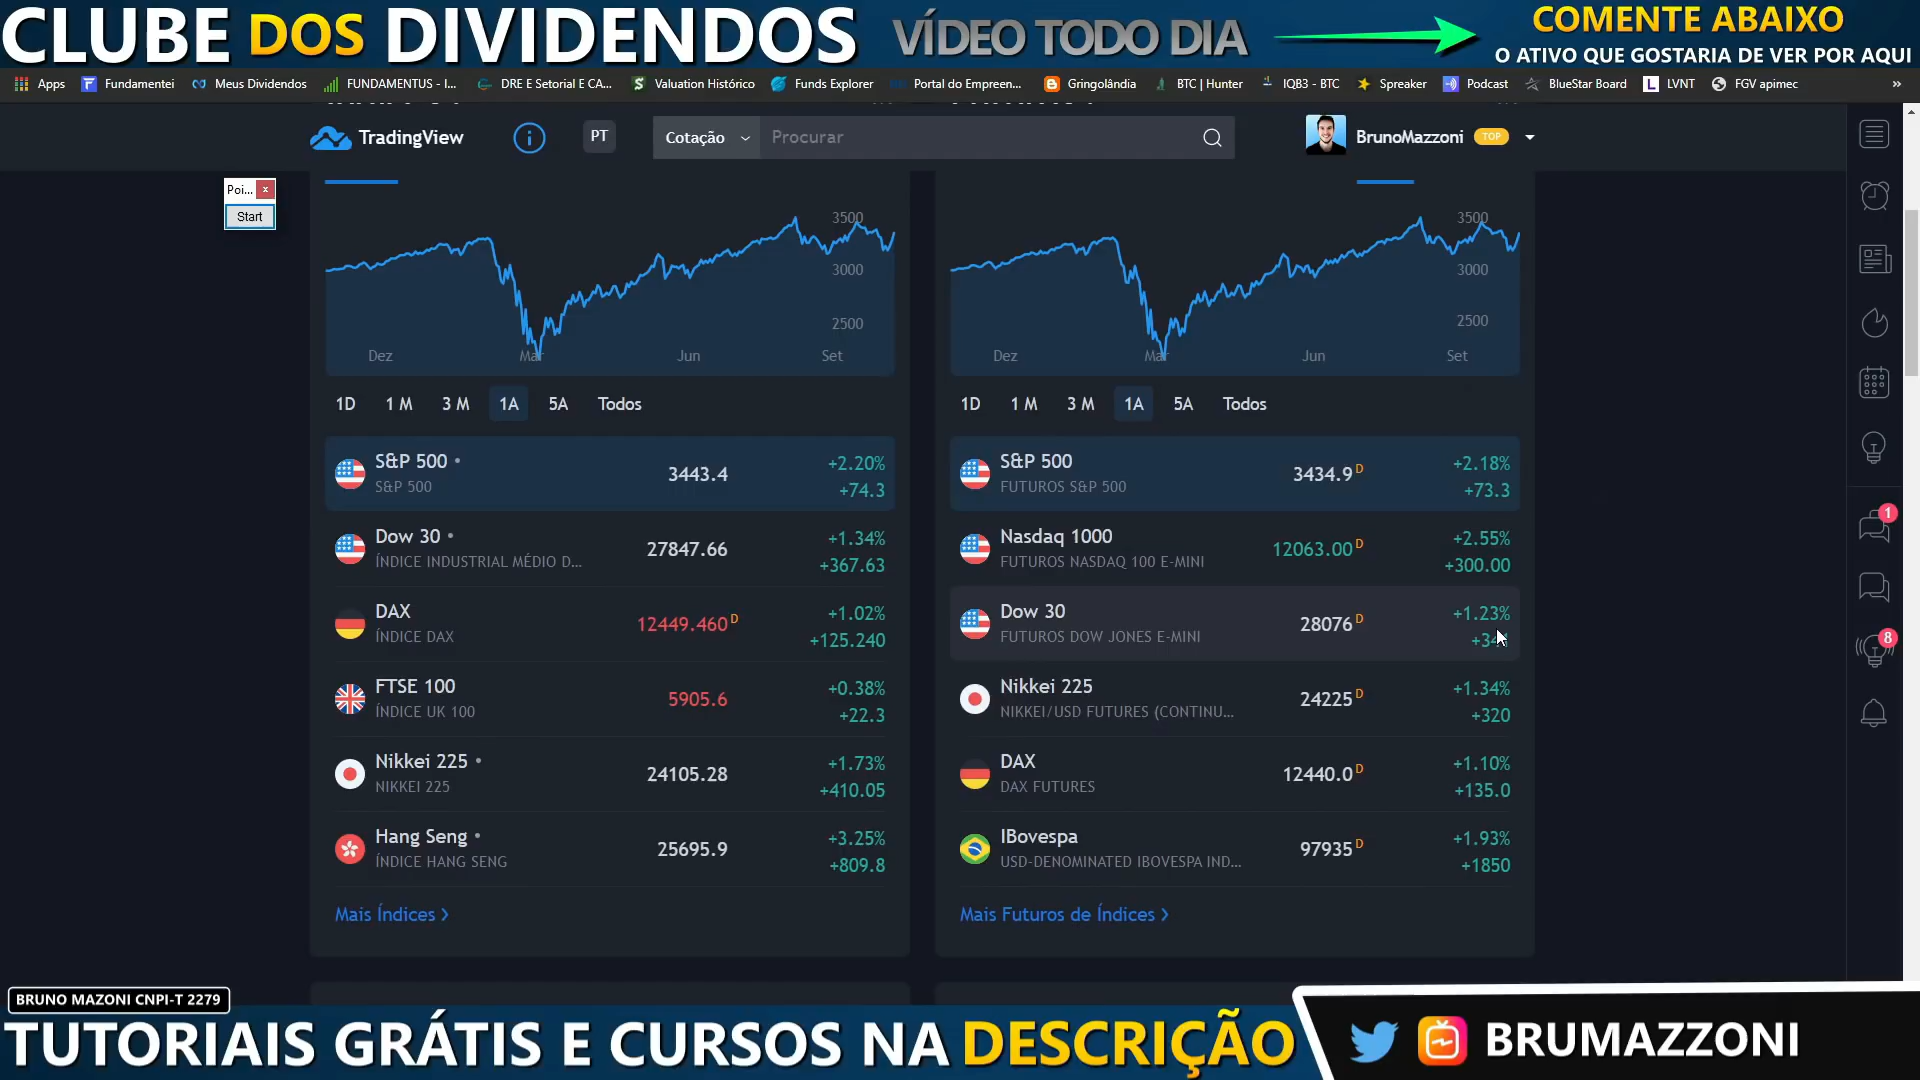 CLUBE DOS DIVIDENDOS
VÍDEO TODO DIA
COMENTE ABAIXO
O ATIVO QUE GOSTARIA DE VER POR AQUI
Apps
Fundamentei
Meus Dividendos
FUNDAMENTUS - I...
DRE E Setorial E CA...
Valuation Histórico
Funds Explorer
Portal do Empreen...
Gringolândia
BTC | Hunter
IQB3 - BTC
Spreaker
Podcast
BlueStar Board
LVNT
FGV apimec
»
TradingView
PT
Cotação
Procurar
BrunoMazzoni
TOP
Poi...
x
Start
3500
3000
2500
Dez
Mar
Jun
Set
1D
1 M
3 M
1A
5A
Todos
S&P 500
S&P 500
3443.4
+2.20%
+74.3
Dow 30
ÍNDICE INDUSTRIAL MÉDIO D...
27847.66
+1.34%
+367.63
DAX
ÍNDICE DAX
12449.460 D
+1.02%
+125.240
FTSE 100
ÍNDICE UK 100
5905.6
+0.38%
+22.3
Nikkei 225
NIKKEI 225
24105.28
+1.73%
+410.05
Hang Seng
ÍNDICE HANG SENG
25695.9
+3.25%
+809.8
Mais Índices
3500
3000
2500
Dez
Mar
Jun
Set
1D
1 M
3 M
1A
5A
Todos
S&P 500
FUTUROS S&P 500
3434.9 D
+2.18%
+73.3
Nasdaq 1000
FUTUROS NASDAQ 100 E-MINI
12063.00 D
+2.55%
+300.00
Dow 30
FUTUROS DOW JONES E-MINI
28076 D
+1.23%
Nikkei 225
NIKKEI/USD FUTURES (CONTINU...
24225 D
+1.34%
+320
DAX
DAX FUTURES
12440.0 D
+1.10%
+135.0
IBovespa
USD-DENOMINATED IBOVESPA IND...
97935 D
+1.93%
+1850
Mais Futuros de Índices
1
8
BRUNO MAZONI CNPI-T 2279
TUTORIAIS GRÁTIS E CURSOS NA DESCRIÇÃO
BRUMAZZONI